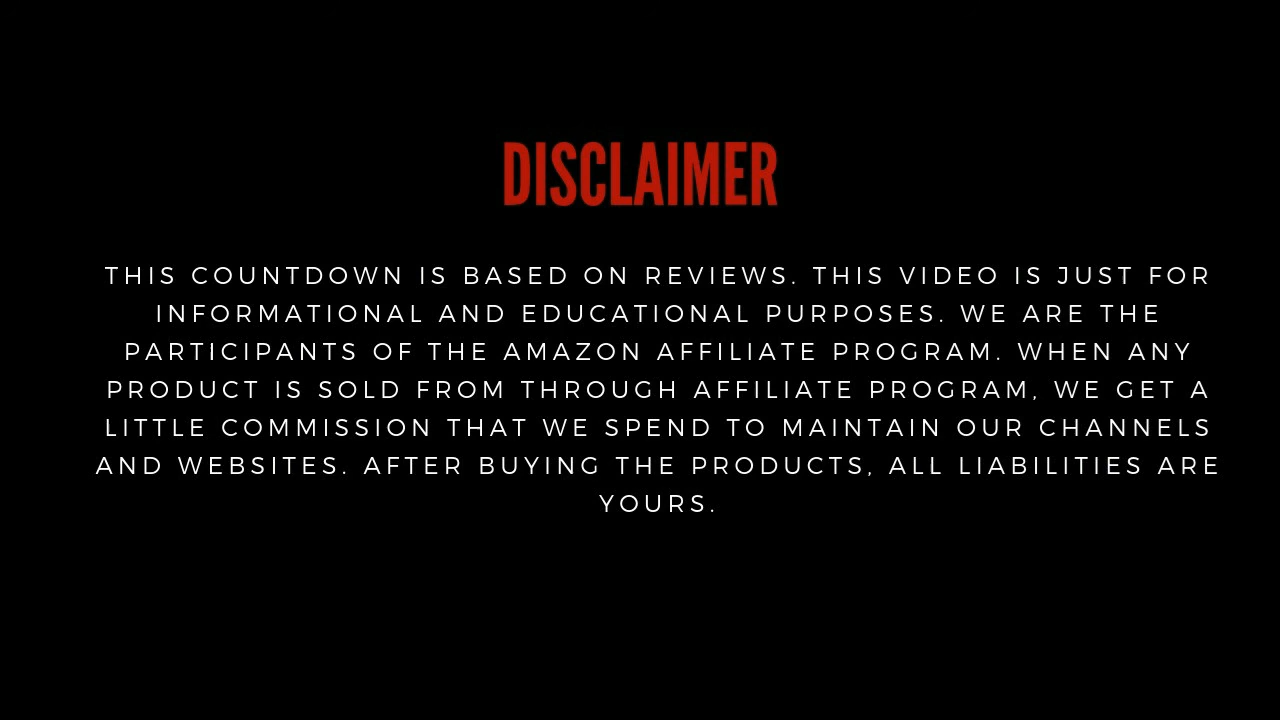 DISCLAIMER
THIS COUNTDOWN IS BASED ON REVIEWS. THIS VIDEO IS JUST FOR
INFORMATIONAL AND EDUCATIONAL PURPOSES. WE ARE THE
PARTICIPANTS OF THE AMAZON AFFILIATE PROGRAM. WHEN ANY
PRODUCT IS SOLD FROM THROUGH AFFILIATE PROGRAM, WE GET A
LITTLE COMMISSION THAT WE SPEND TO MAINTAIN OUR CHANNELS
AND WEBSITES. AFTER BUYING THE PRODUCTS, ALL LIABILITIES ARE
YOURS.